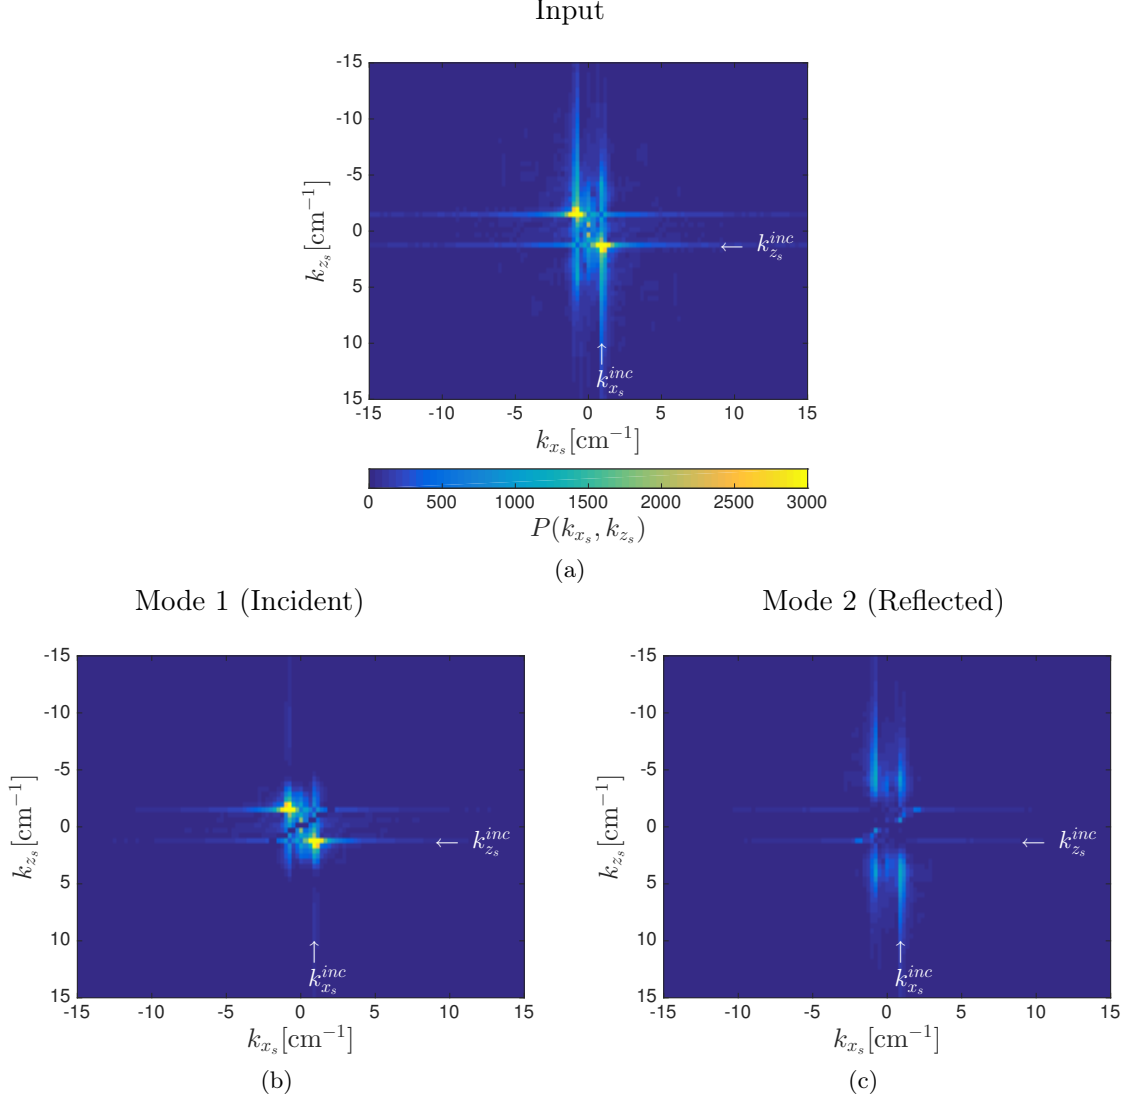 Input
-15
-10
-5
0
5
10
15
k_{z_s}[cm^{-1}]
← k_{z_s}^{inc}
↑
k_{x_s}^{inc}
-15 -10 -5 0 5 10 15
k_{x_s}[cm^{-1}]
0 500 1000 1500 2000 2500 3000
P(k_{x_s}, k_{z_s})
(a)
Mode 1 (Incident)
-15
-10
-5
0
5
10
15
k_{z_s}[cm^{-1}]
← k_{z_s}^{inc}
↑
k_{x_s}^{inc}
-15 -10 -5 0 5 10 15
k_{x_s}[cm^{-1}]
(b)
Mode 2 (Reflected)
-15
-10
-5
0
5
10
15
k_{z_s}[cm^{-1}]
← k_{z_s}^{inc}
↑
k_{x_s}^{inc}
-15 -10 -5 0 5 10 15
k_{x_s}[cm^{-1}]
(c)